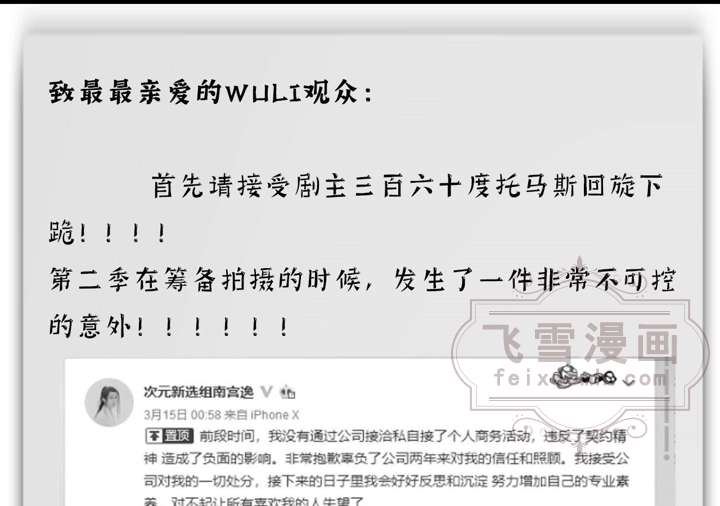 致最最亲爱的WULI观众：
首先请接受剧主三百六十度托马斯回旋下
跪！！！！
第二季在筹备拍摄的时候，发生了一件非常不可控
的意外！！！！！！
飞雪漫画
次元新选组南宫逸
3月15日 00:58 来自 iPhone X
置顶 前段时间，我没有通过公司接洽私自接了个人商务活动，违反了契约精
神 造成了负面的影响。非常抱歉辜负了公司两年来对我的信任和照顾。我接受公
司对我的一切处分，接下来的日子里我会好好反思和沉淀 努力增加自己的专业素
养，对不起让所有喜欢我的人失望了